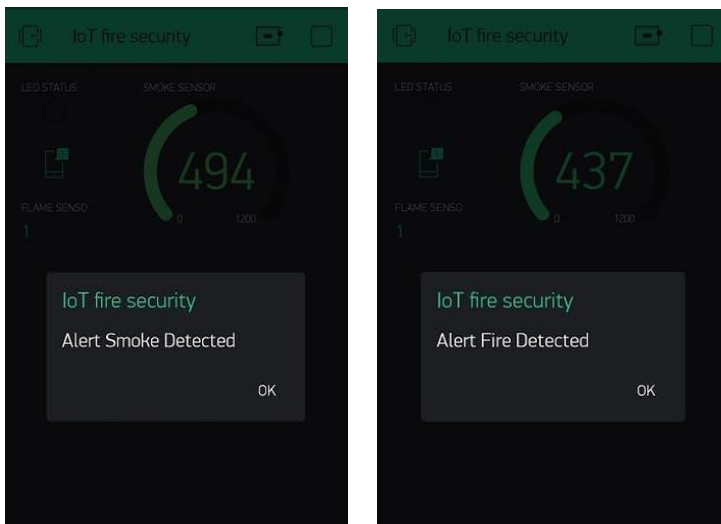 IoT fire security
LED STATUS SMOKE SENSOR
1
494
FLAME SENSO
0 1200
1
IoT fire security
Alert Smoke Detected
OK
IoT fire security
LED STATUS SMOKE SENSOR
1
437
FLAME SENSO
0 1200
1
IoT fire security
Alert Fire Detected
OK